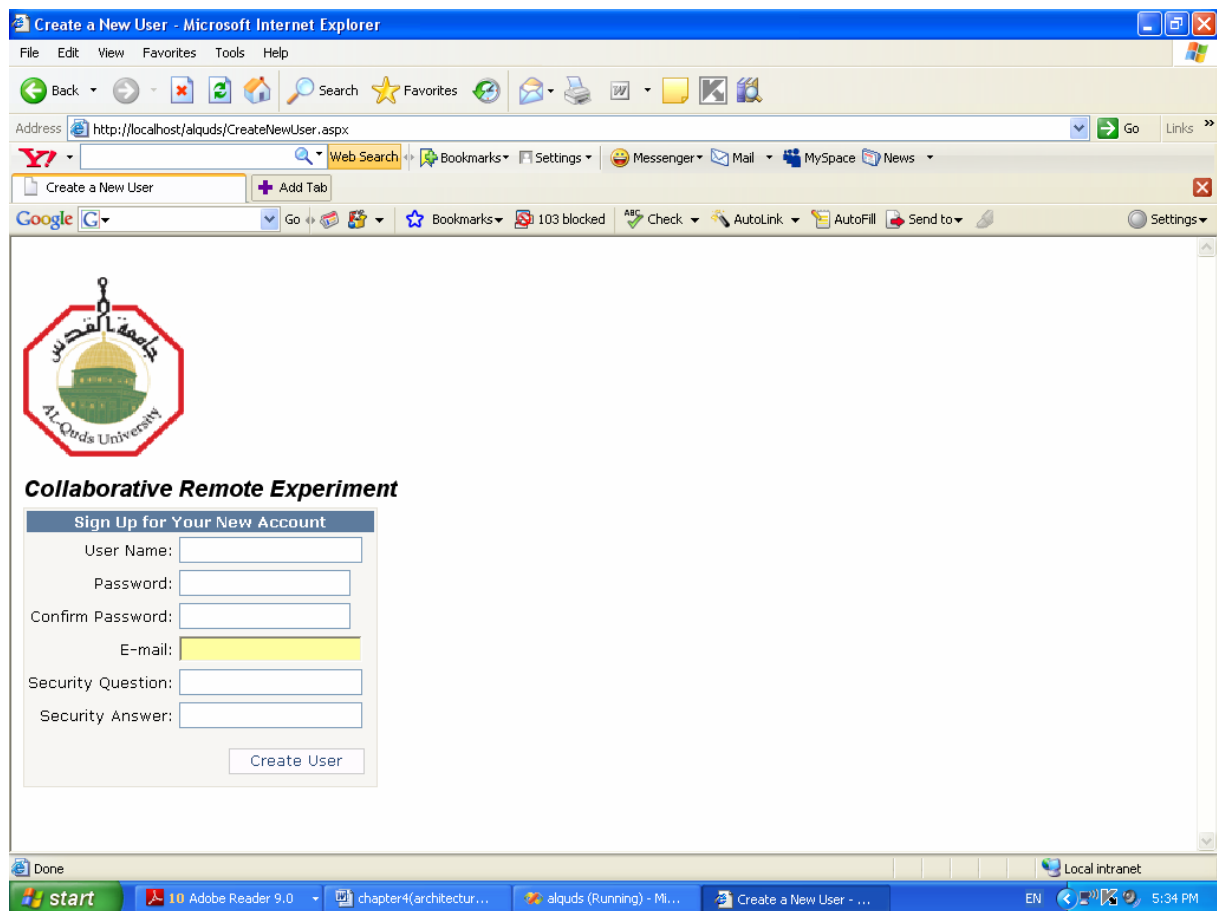 Create a New User - Microsoft Internet Explorer
File Edit View Favorites Tools Help
Back Search Favorites
Address http://localhost/alquds/CreateNewUser.aspx Go Links »
Y! Web Search Bookmarks Settings Messenger Mail MySpace News
Create a New User Add Tab
Google G Go Bookmarks 103 blocked ABC Check AutoLink AutoFill Send to Settings
جامعة القدس
AL-Quds University
Collaborative Remote Experiment
Sign Up for Your New Account
User Name:
Password:
Confirm Password:
E-mail:
Security Question:
Security Answer:
Create User
Done Local intranet
start 10 Adobe Reader 9.0 chapter4(architectur... alquds (Running) - Mi... Create a New User - ... EN 5:34 PM